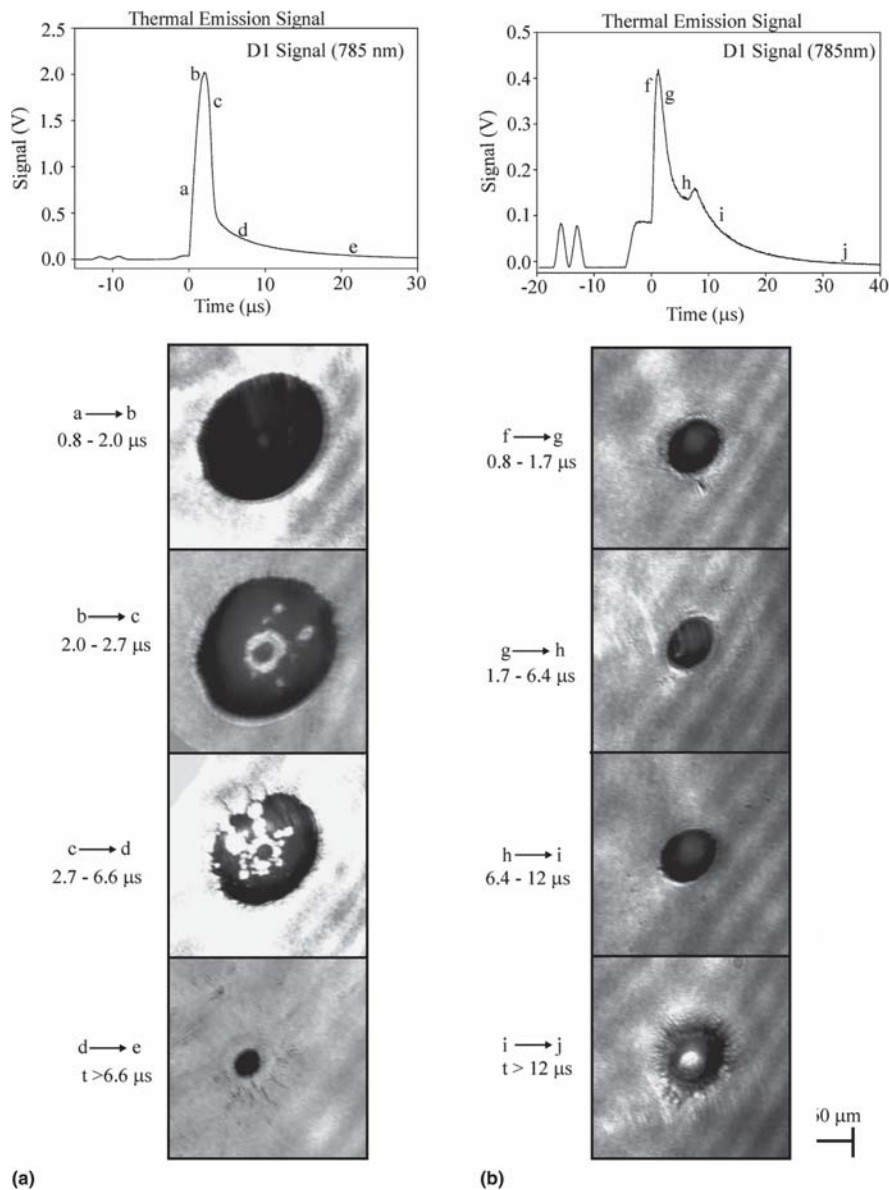 Thermal Emission Signal
D1 Signal (785 nm)
Signal (V)
2.5
2.0
1.5
1.0
0.5
0.0
b
c
a
d
e
-10
0
10
20
30
Time (μs)
a → b
0.8 - 2.0 μs
b → c
2.0 - 2.7 μs
c → d
2.7 - 6.6 μs
d → e
t >6.6 μs
(a)
Thermal Emission Signal
D1 Signal (785nm)
Signal (V)
0.5
0.4
0.3
0.2
0.1
0.0
f
g
h
i
j
-20
-10
0
10
20
30
40
Time (μs)
f → g
0.8 - 1.7 μs
g → h
1.7 - 6.4 μs
h → i
6.4 - 12 μs
i → j
t > 12 μs
μm
(b)